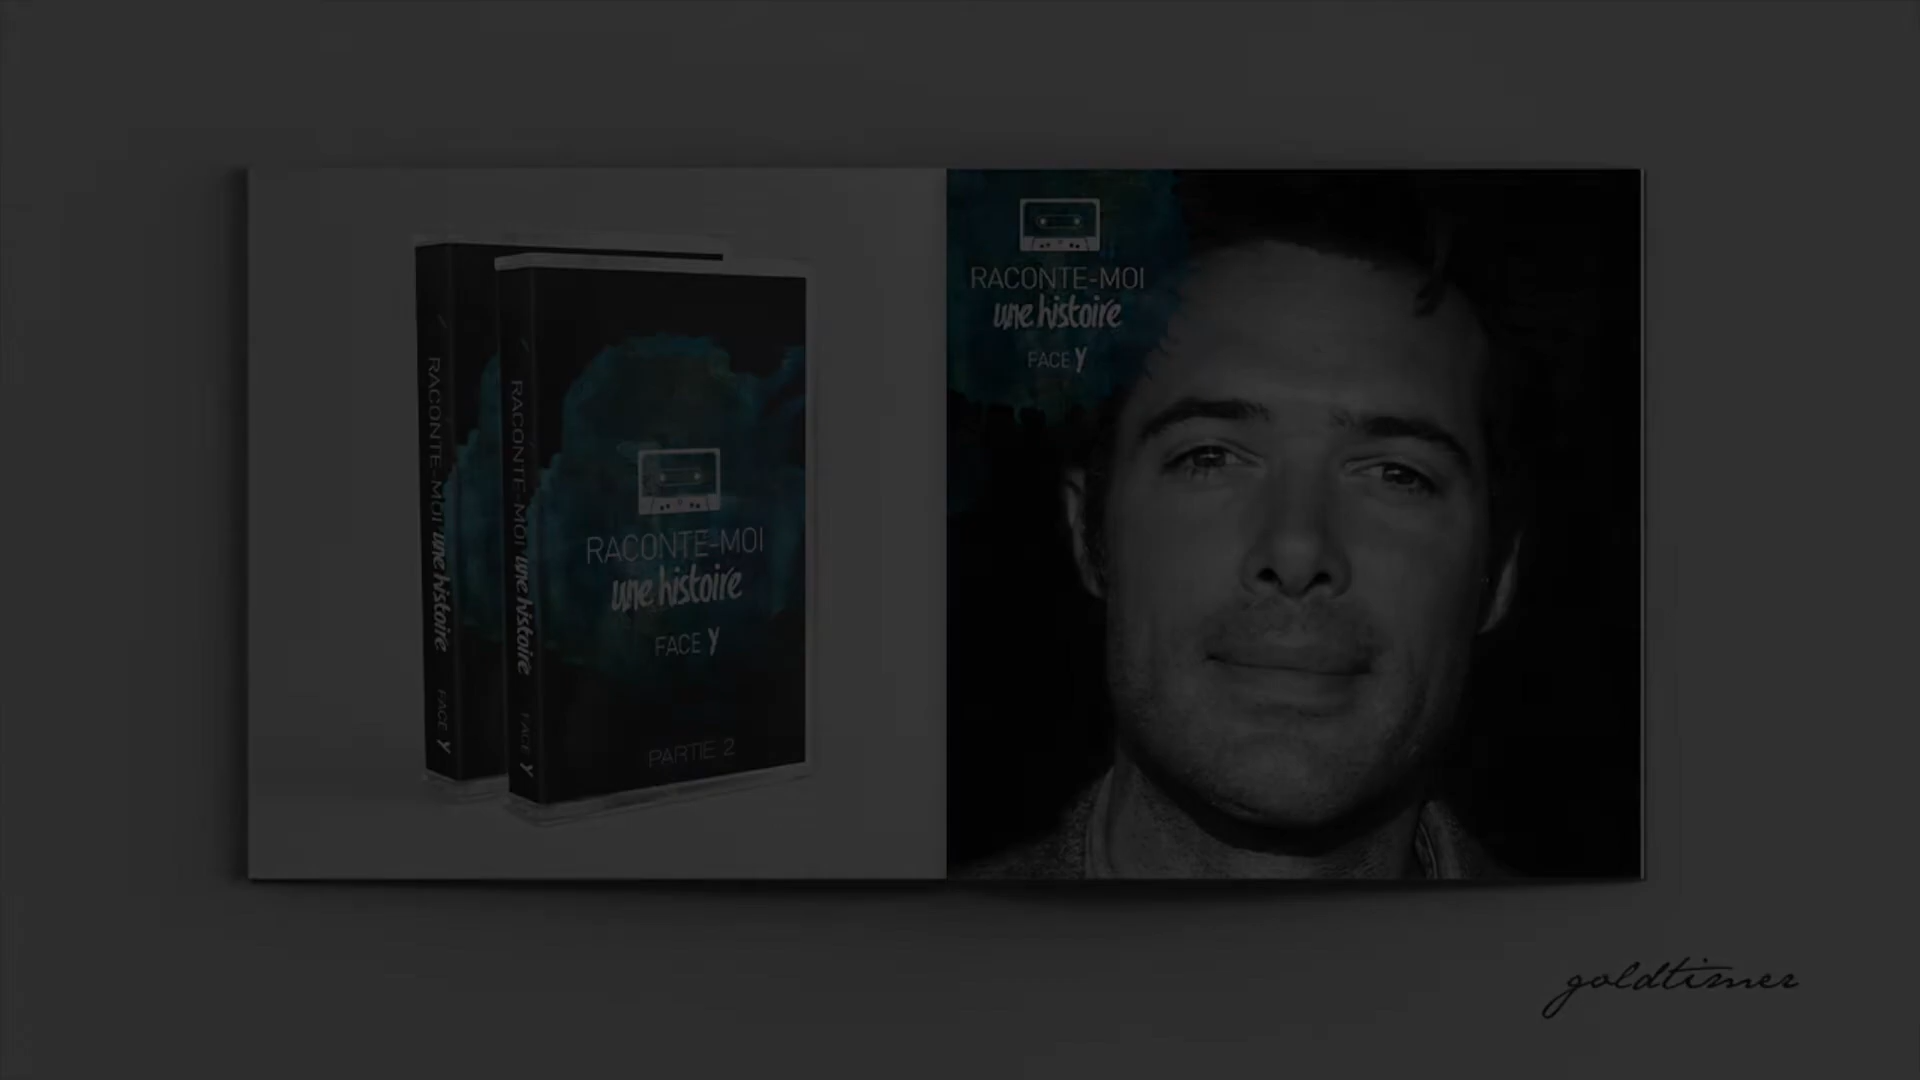 RACONTE-MOI une histoire FACE Y
RACONTE-MOI une histoire FACE Y
RACONTE-MOI
une histoire
FACE Y
PARTIE 2
RACONTE-MOI
une histoire
FACE Y
goldtimer